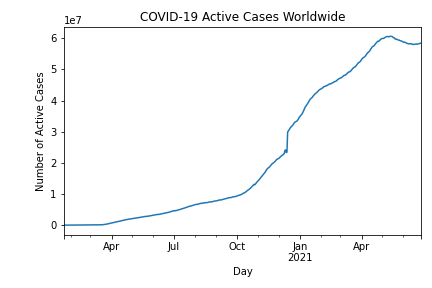 COVID-19 Active Cases Worldwide
1e7
6
5
4
3
2
1
0
Number of Active Cases
Apr
Jul
Oct
Jan
2021
Apr
Day